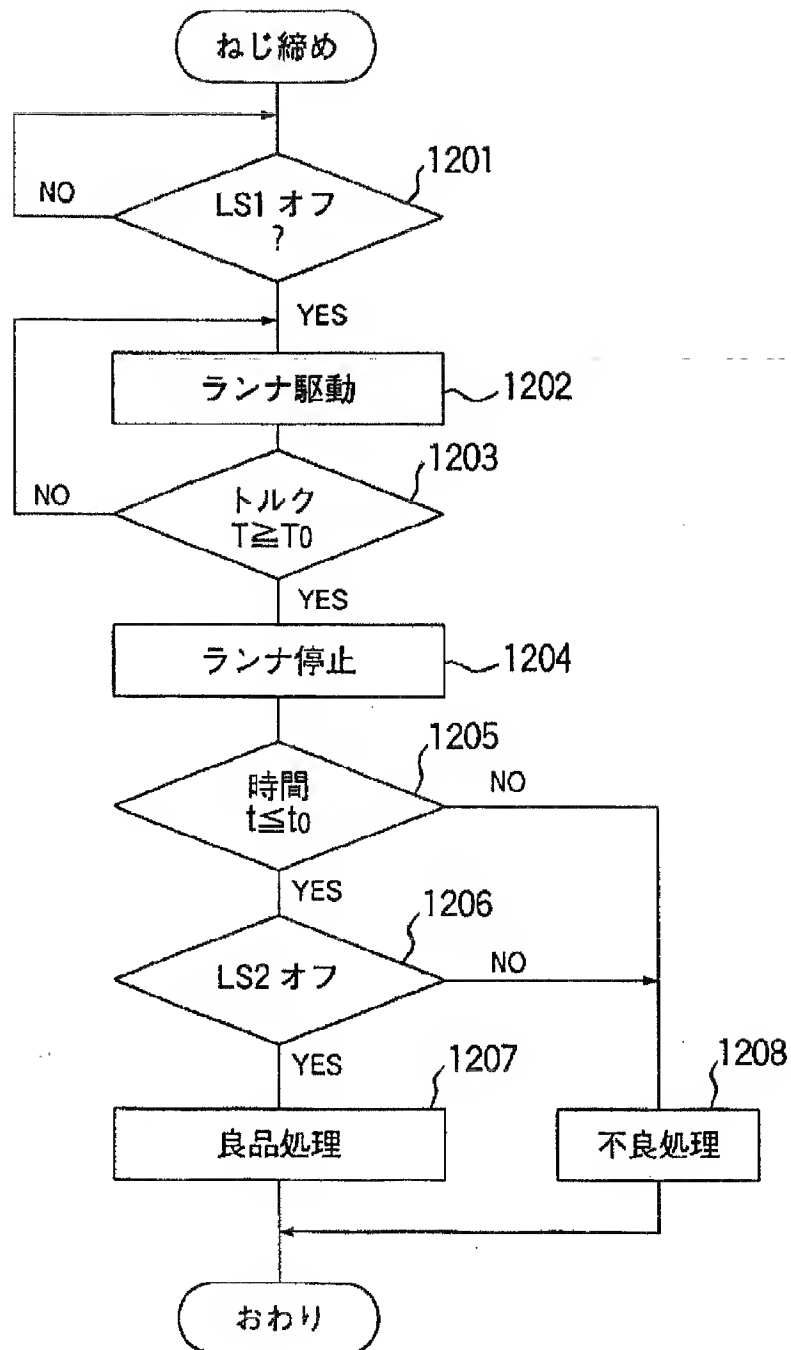 ねじ締め
1201
NO
LS1 オフ
?
YES
ランナ駆動
1202
1203
NO
トルク
T≧T0
YES
ランナ停止
1204
1205
時間
t≦t0
NO
YES
1206
LS2 オフ
NO
YES
1207
1208
良品処理
不良処理
おわり